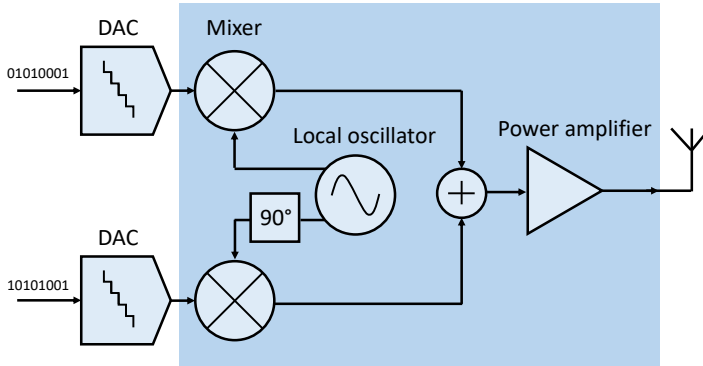 DAC
Mixer
01010001
Local oscillator
Power amplifier
90°
DAC
10101001